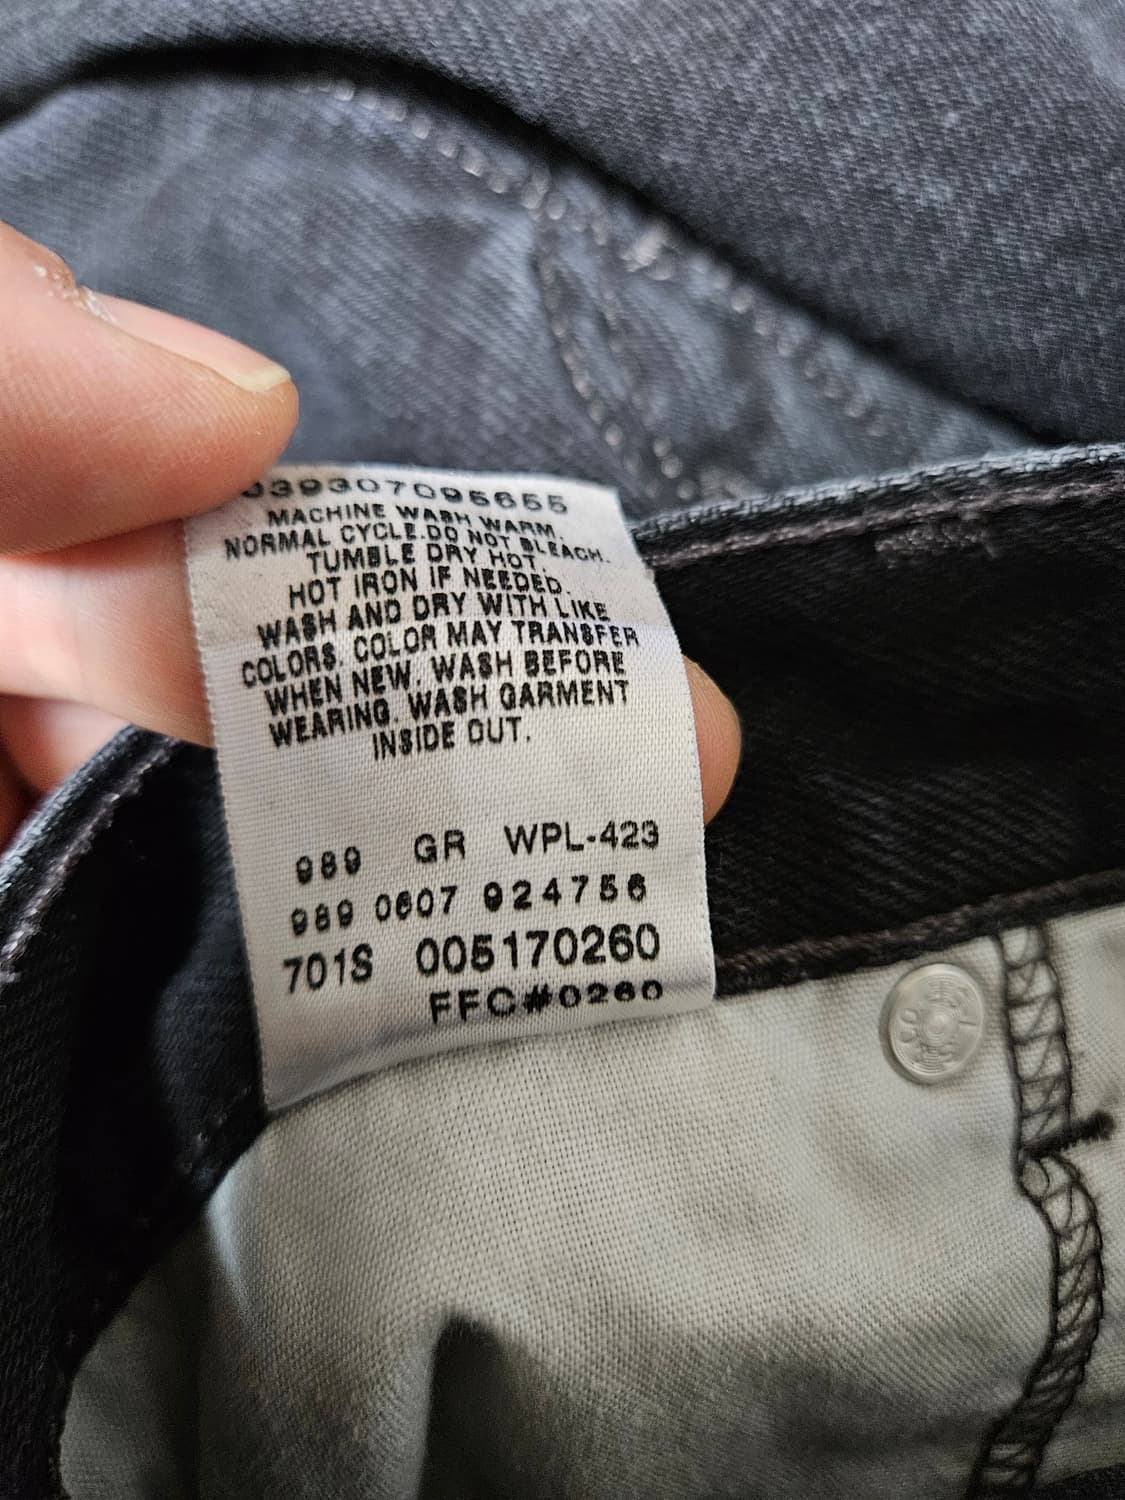 039307095655
MACHINE WASH WARM.
NORMAL CYCLE.DO NOT BLEACH.
TUMBLE DRY HOT.
HOT IRON IF NEEDED.
WASH AND DRY WITH LIKE
COLORS. COLOR MAY TRANSFER
WHEN NEW. WASH BEFORE
WEARING. WASH GARMENT
INSIDE OUT.
989 GR WPL-423
989 0607 924756
701S 005170260
FFC#0260